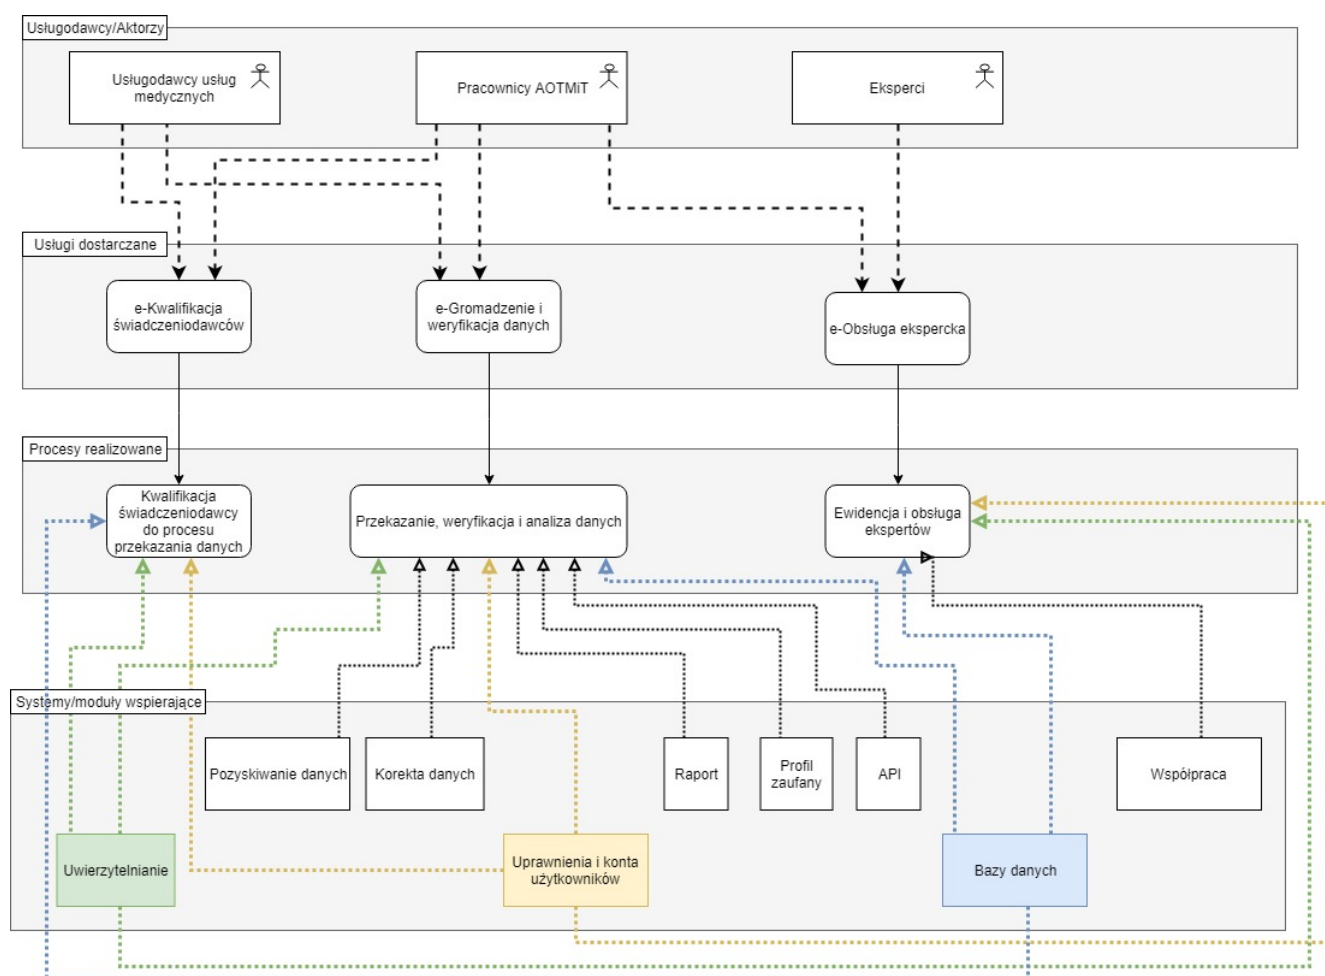 Usługodawcy/Aktorzy
Usługodawcy usług
medycznych
Pracownicy AOTMiT
Eksperci
Usługi dostarczane
e-Kwalifikacja
świadczeniodawców
e-Gromadzenie i
weryfikacja danych
e-Obsługa ekspercka
Procesy realizowane
Kwalifikacja
świadczeniodawcy
do procesu
przekazania danych
Przekazanie, weryfikacja i analiza danych
Ewidencja i obsługa
ekspertów
Systemy/moduły wspierające
Pozyskiwanie danych
Korekta danych
Raport
Profil
zaufany
API
Współpraca
Uwierzytelnianie
Uprawnienia i konta
użytkowników
Bazy danych